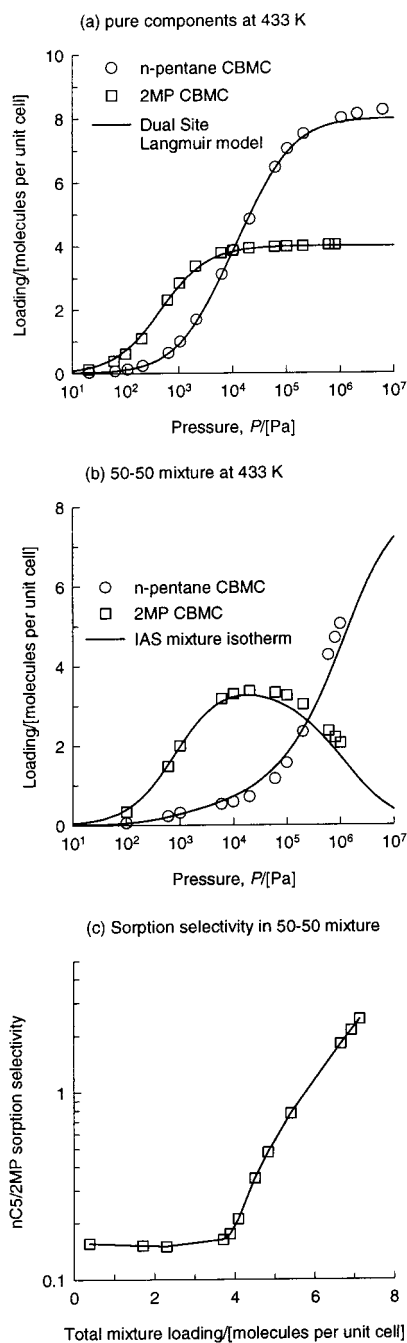 (a) pure components at 433 K
n-pentane CBMC
2MP CBMC
Dual Site
Langmuir model
Loading/[molecules per unit cell]
10
8
6
4
2
0
10¹ 10² 10³ 10⁴ 10⁵ 10⁶ 10⁷
Pressure, P/[Pa]
(b) 50-50 mixture at 433 K
n-pentane CBMC
2MP CBMC
IAS mixture isotherm
Loading/[molecules per unit cell]
8
6
4
2
0
10¹ 10² 10³ 10⁴ 10⁵ 10⁶ 10⁷
Pressure, P/[Pa]
(c) Sorption selectivity in 50-50 mixture
nC5/2MP sorption selectivity
1
0.1
0 2 4 6 8
Total mixture loading/[molecules per unit cell]